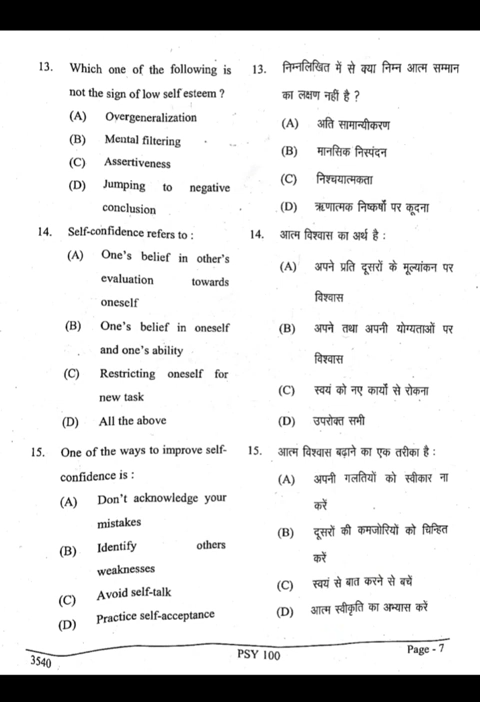 13. Which one of the following is
not the sign of low self esteem ?
(A) Overgeneralization
(B) Mental filtering
(C) Assertiveness
(D) Jumping to negative
conclusion
14. Self-confidence refers to :
(A) One's belief in other's
evaluation towards
oneself
(B) One's belief in oneself
and one's ability
(C) Restricting oneself for
new task
(D) All the above
15. One of the ways to improve self-
confidence is :
(A) Don't acknowledge your
mistakes
(B) Identify others
weaknesses
(C) Avoid self-talk
(D) Practice self-acceptance
13. निम्नलिखित में से क्या निम्न आत्म सम्मान
का लक्षण नहीं है ?
(A) अति सामान्यीकरण
(B) मानसिक निस्पंदन
(C) निश्चयात्मकता
(D) ऋणात्मक निष्कर्षों पर कूदना
14. आत्म विश्वास का अर्थ है :
(A) अपने प्रति दूसरों के मूल्यांकन पर
विश्वास
(B) अपने तथा अपनी योग्यताओं पर
विश्वास
(C) स्वयं को नए कार्यों से रोकना
(D) उपरोक्त सभी
15. आत्म विश्वास बढ़ाने का एक तरीका है :
(A) अपनी गलतियों को स्वीकार ना
करें
(B) दूसरों की कमजोरियों को चिन्हित
करें
(C) स्वयं से बात करने से बचें
(D) आत्म स्वीकृति का अभ्यास करें
3540 PSY 100 Page - 7